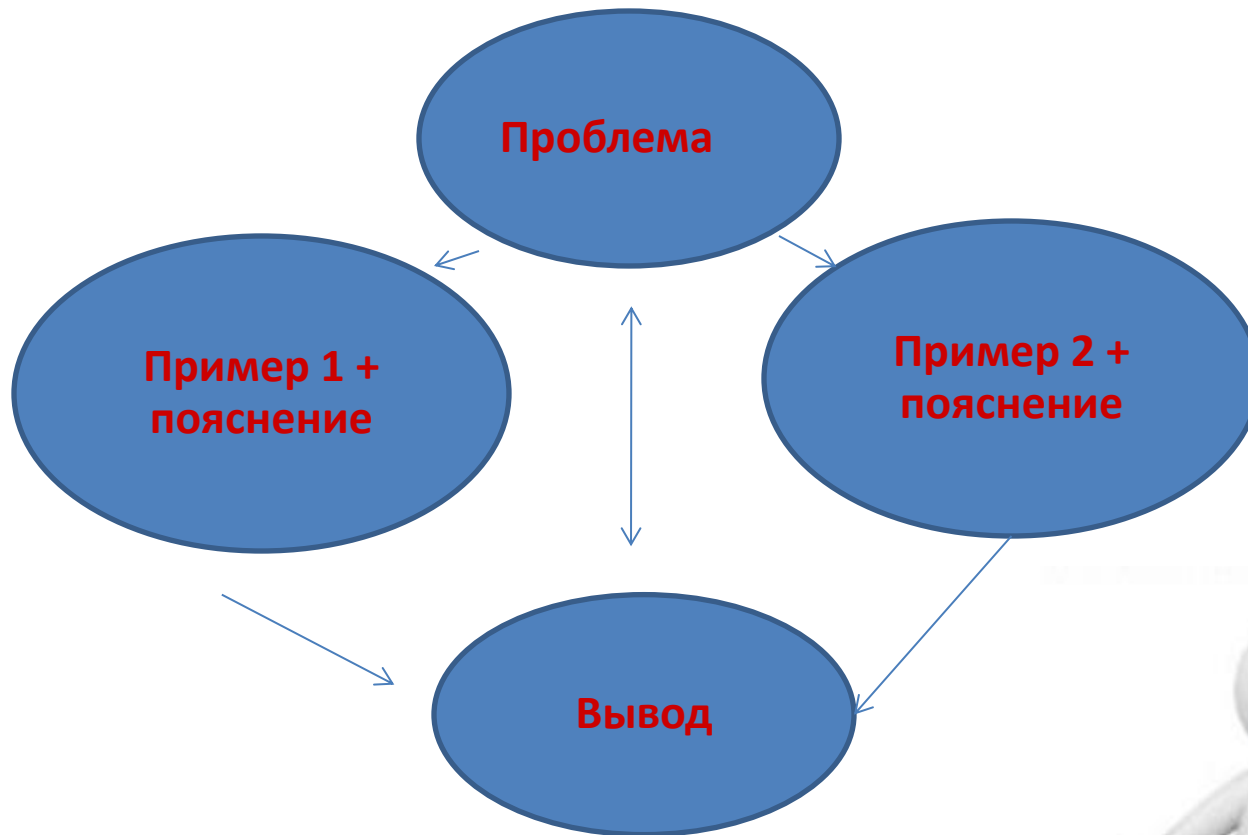 Проблема
Пример 1 +
пояснение
Пример 2 +
пояснение
Вывод